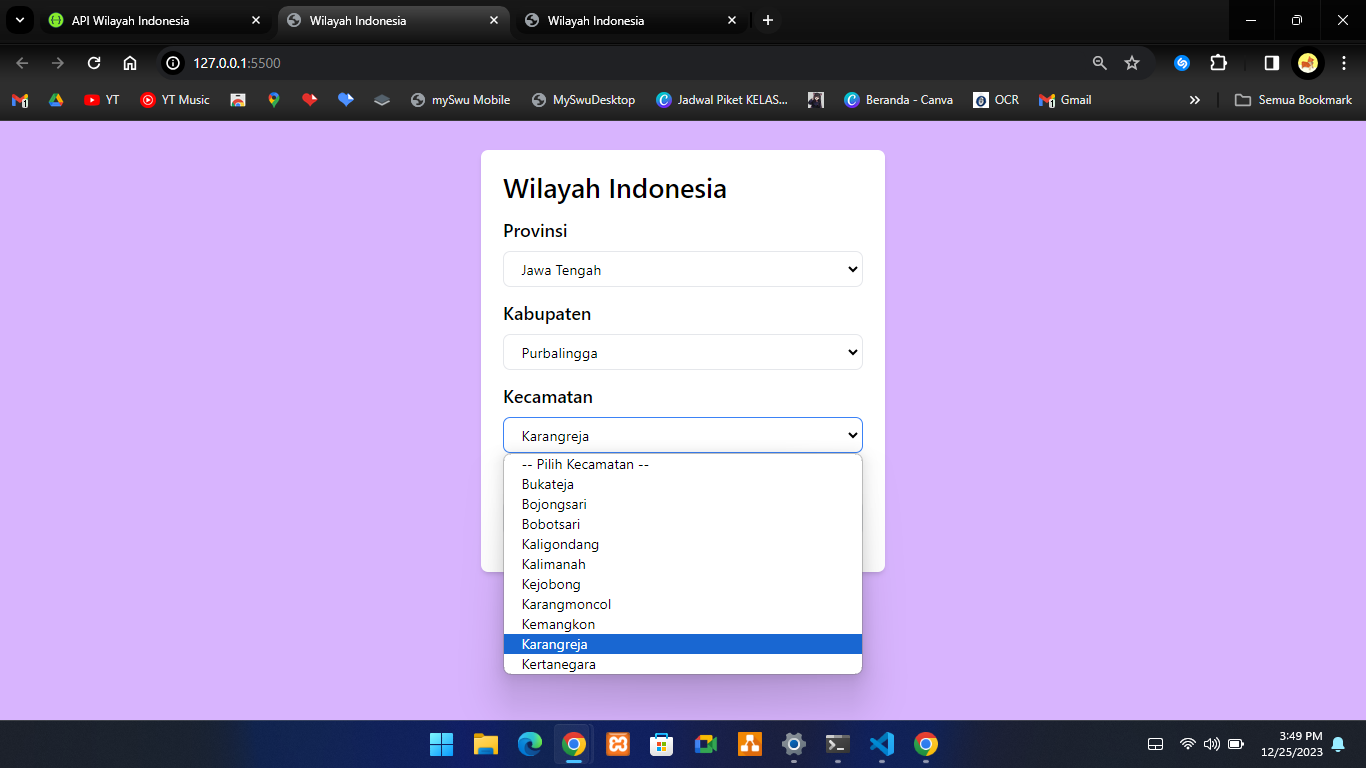 API Wilayah Indonesia
Wilayah Indonesia
Wilayah Indonesia
127.0.0.1:5500
YT
YT Music
mySwu Mobile
MySwuDesktop
Jadwal Piket KELAS...
Beranda - Canva
OCR
Gmail
Semua Bookmark
Wilayah Indonesia
Provinsi
Jawa Tengah
Kabupaten
Purbalingga
Kecamatan
Karangreja
-- Pilih Kecamatan --
Bukateja
Bojongsari
Bobotsari
Kaligondang
Kalimanah
Kejobong
Karangmoncol
Kemangkon
Karangreja
Kertanegara
3:49 PM
12/25/2023